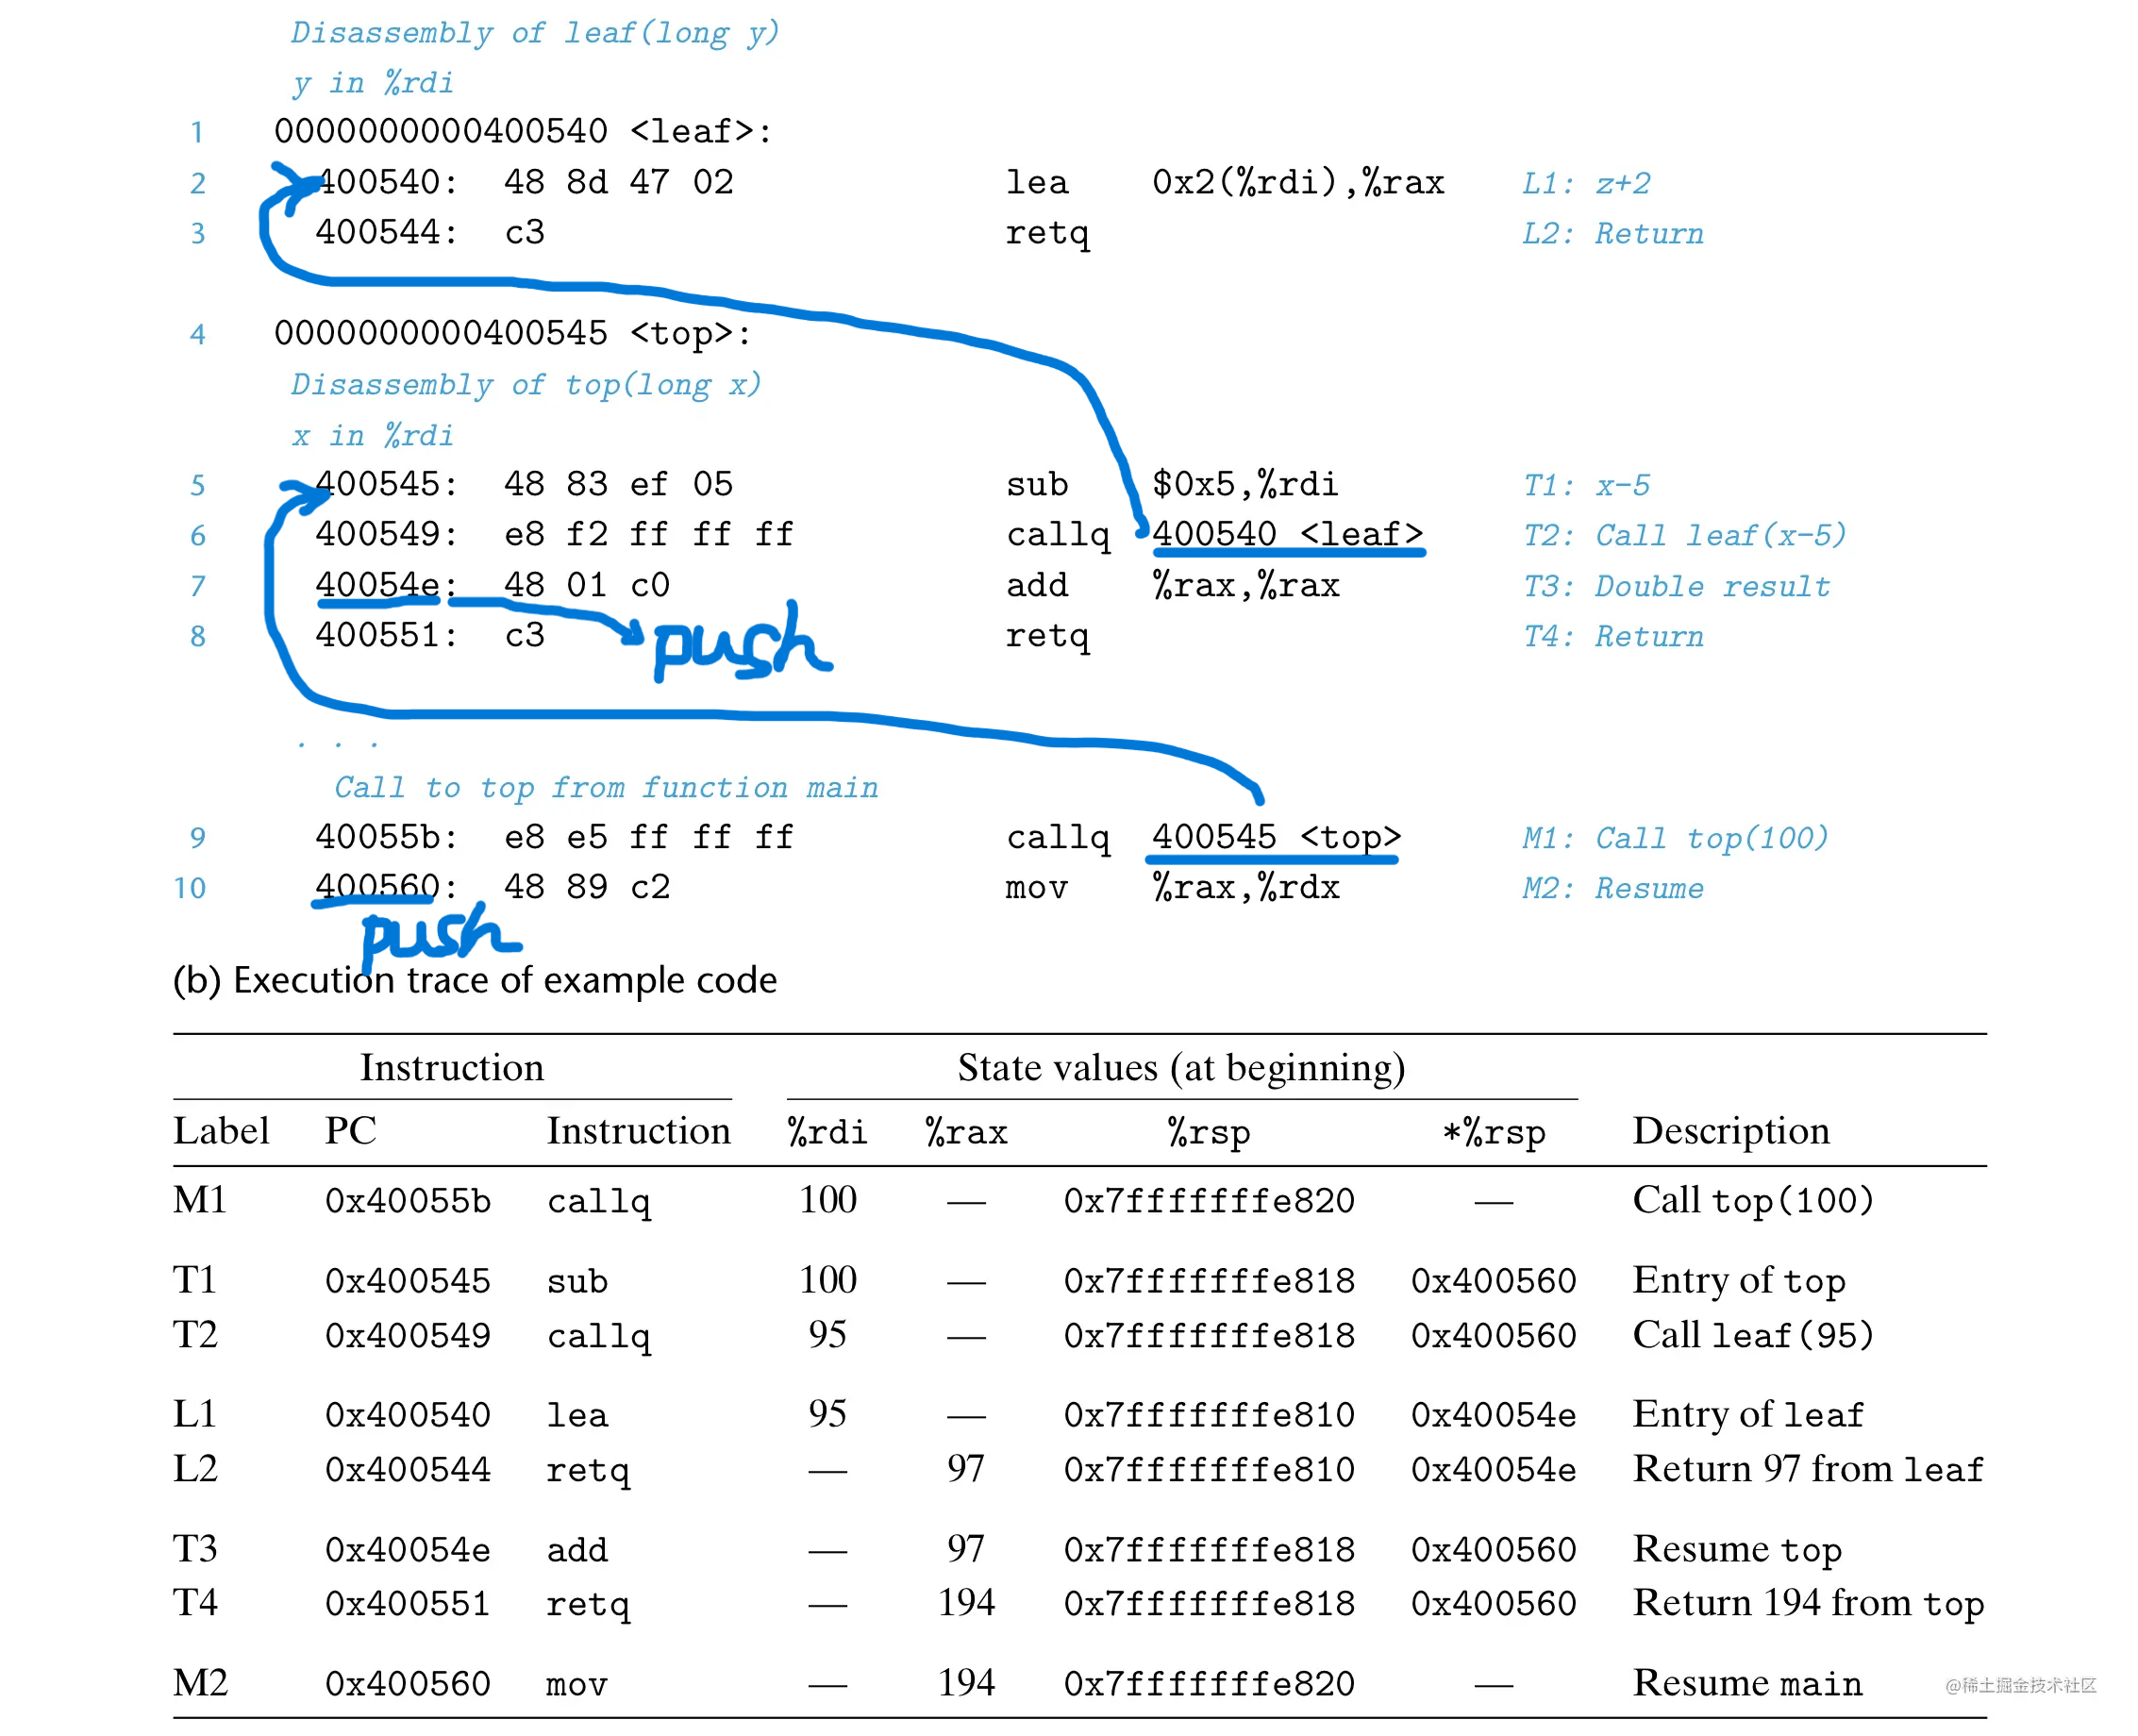 Disassembly of leaf(long y)
y in %rdi
1 0000000000400540 <leaf>:
2 400540: 48 8d 47 02 lea 0x2(%rdi),%rax L1: z+2
3 400544: c3 retq L2: Return
4 0000000000400545 <top>:
Disassembly of top(long x)
x in %rdi
5 400545: 48 83 ef 05 sub $0x5,%rdi T1: x-5
6 400549: e8 f2 ff ff ff callq 400540 <leaf> T2: Call leaf(x-5)
7 40054e: 48 01 c0 add %rax,%rax T3: Double result
8 400551: c3 retq T4: Return
push
. . .
Call to top from function main
9 40055b: e8 e5 ff ff ff callq 400545 <top> M1: Call top(100)
10 400560: 48 89 c2 mov %rax,%rdx M2: Resume
push
(b) Execution trace of example code
Instruction State values (at beginning)
Label PC Instruction %rdi %rax %rsp *%rsp Description
M1 0x40055b callq 100 — 0x7fffffffe820 — Call top(100)
T1 0x400545 sub 100 — 0x7fffffffe818 0x400560 Entry of top
T2 0x400549 callq 95 — 0x7fffffffe818 0x400560 Call leaf(95)
L1 0x400540 lea 95 — 0x7fffffffe810 0x40054e Entry of leaf
L2 0x400544 retq — 97 0x7fffffffe810 0x40054e Return 97 from leaf
T3 0x40054e add — 97 0x7fffffffe818 0x400560 Resume top
T4 0x400551 retq — 194 0x7fffffffe818 0x400560 Return 194 from top
M2 0x400560 mov — 194 0x7fffffffe820 — Resume main
@稀土掘金技术社区